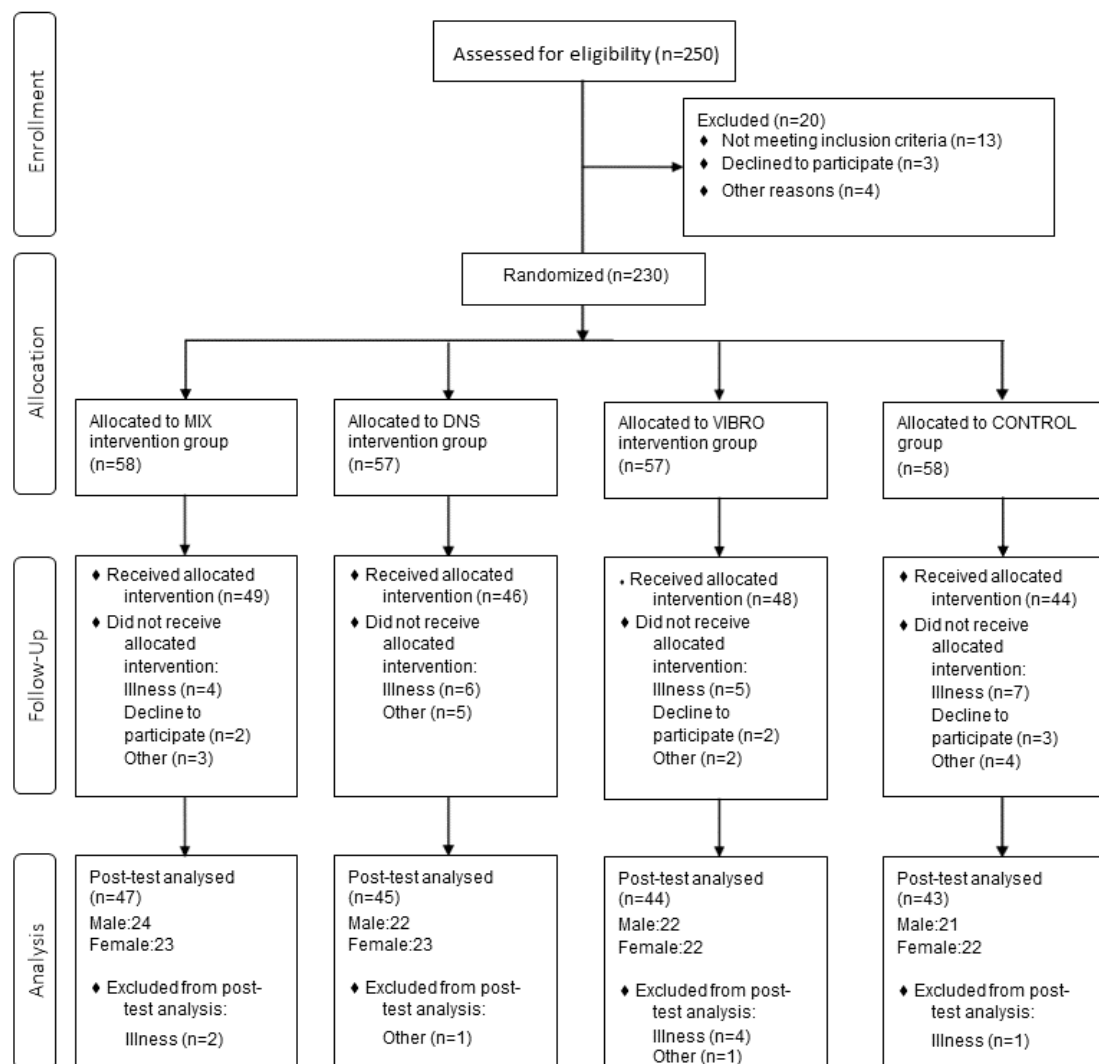 Enrollment
Assessed for eligibility (n=250)
Excluded (n=20)
♦ Not meeting inclusion criteria (n=13)
♦ Declined to participate (n=3)
♦ Other reasons (n=4)
Allocation
Randomized (n=230)
Allocated to MIX
intervention group
(n=58)
Allocated to DNS
intervention group
(n=57)
Allocated to VIBRO
intervention group
(n=57)
Allocated to CONTROL
group
(n=58)
Follow-Up
♦ Received allocated
intervention (n=49)
♦ Did not receive
allocated
intervention:
Illness (n=4)
Decline to
participate (n=2)
Other (n=3)
♦ Received allocated
intervention (n=46)
♦ Did not receive
allocated
intervention:
Illness (n=6)
Other (n=5)
♦ Received allocated
intervention (n=48)
♦ Did not receive
allocated
intervention:
Illness (n=5)
Decline to
participate (n=2)
Other (n=2)
♦ Received allocated
intervention (n=44)
♦ Did not receive
allocated
intervention:
Illness (n=7)
Decline to
participate (n=3)
Other (n=4)
Analysis
Post-test analysed
(n=47)
Male:24
Female:23
♦ Excluded from post-
test analysis:
Illness (n=2)
Post-test analysed
(n=45)
Male:22
Female:23
♦ Excluded from post-
test analysis:
Other (n=1)
Post-test analysed
(n=44)
Male:22
Female:22
♦ Excluded from post-
test analysis:
Illness (n=4)
Other (n=1)
Post-test analysed
(n=43)
Male:21
Female:22
♦ Excluded from post-
test analysis:
Illness (n=1)